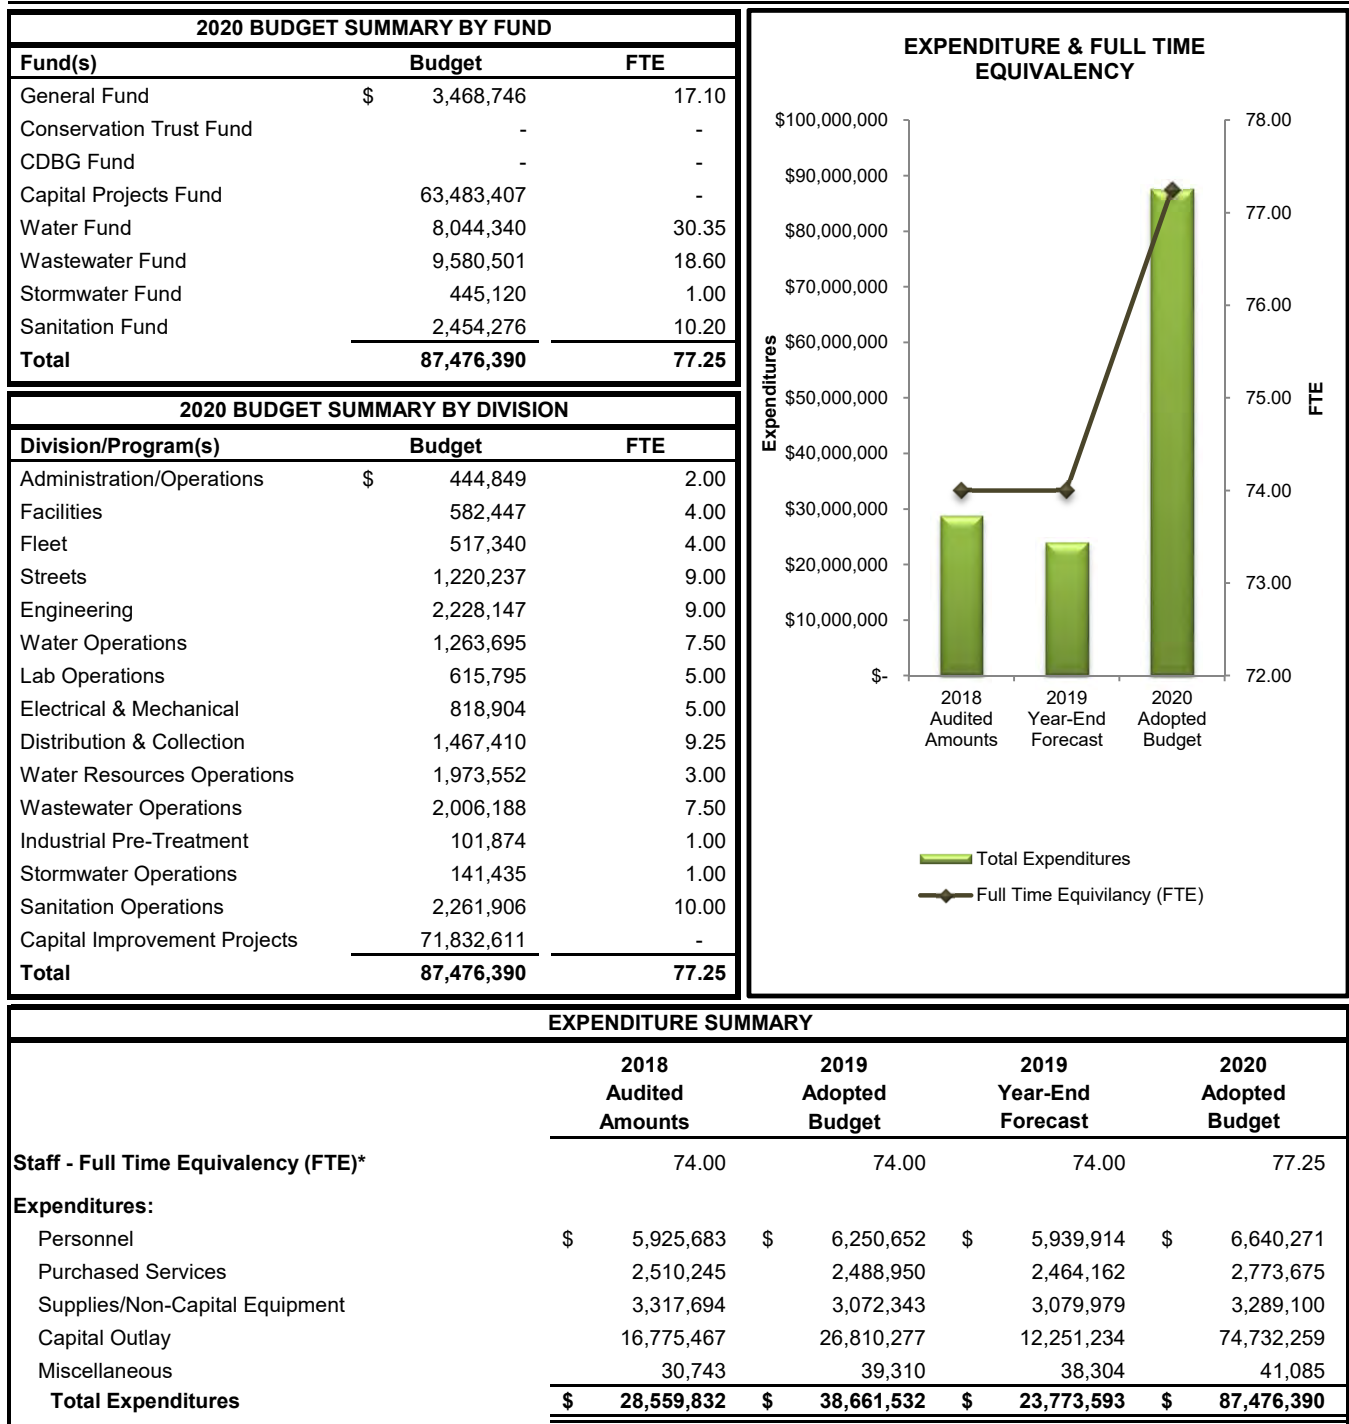 2020 BUDGET SUMMARY BY FUND
Fund(s) Budget FTE
General Fund $ 3,468,746 17.10
Conservation Trust Fund - -
CDBG Fund - -
Capital Projects Fund 63,483,407 -
Water Fund 8,044,340 30.35
Wastewater Fund 9,580,501 18.60
Stormwater Fund 445,120 1.00
Sanitation Fund 2,454,276 10.20
Total 87,476,390 77.25
2020 BUDGET SUMMARY BY DIVISION
Division/Program(s) Budget FTE
Administration/Operations $ 444,849 2.00
Facilities 582,447 4.00
Fleet 517,340 4.00
Streets 1,220,237 9.00
Engineering 2,228,147 9.00
Water Operations 1,263,695 7.50
Lab Operations 615,795 5.00
Electrical & Mechanical 818,904 5.00
Distribution & Collection 1,467,410 9.25
Water Resources Operations 1,973,552 3.00
Wastewater Operations 2,006,188 7.50
Industrial Pre-Treatment 101,874 1.00
Stormwater Operations 141,435 1.00
Sanitation Operations 2,261,906 10.00
Capital Improvement Projects 71,832,611 -
Total 87,476,390 77.25
EXPENDITURE & FULL TIME
EQUIVALENCY
$100,000,000 78.00
$90,000,000
77.00
$80,000,000
$70,000,000
76.00
$60,000,000
$50,000,000 75.00
$40,000,000
74.00
$30,000,000
$20,000,000
73.00
$10,000,000
$- 72.00
Expenditures
FTE
2018 2019 2020
Audited Year-End Adopted
Amounts Forecast Budget
Total Expenditures
Full Time Equivilancy (FTE)
EXPENDITURE SUMMARY
2018 2019 2019 2020
Audited Adopted Year-End Adopted
Amounts Budget Forecast Budget
Staff - Full Time Equivalency (FTE)* 74.00 74.00 74.00 77.25
Expenditures:
Personnel $ 5,925,683 $ 6,250,652 $ 5,939,914 $ 6,640,271
Purchased Services 2,510,245 2,488,950 2,464,162 2,773,675
Supplies/Non-Capital Equipment 3,317,694 3,072,343 3,079,979 3,289,100
Capital Outlay 16,775,467 26,810,277 12,251,234 74,732,259
Miscellaneous 30,743 39,310 38,304 41,085
Total Expenditures $ 28,559,832 $ 38,661,532 $ 23,773,593 $ 87,476,390